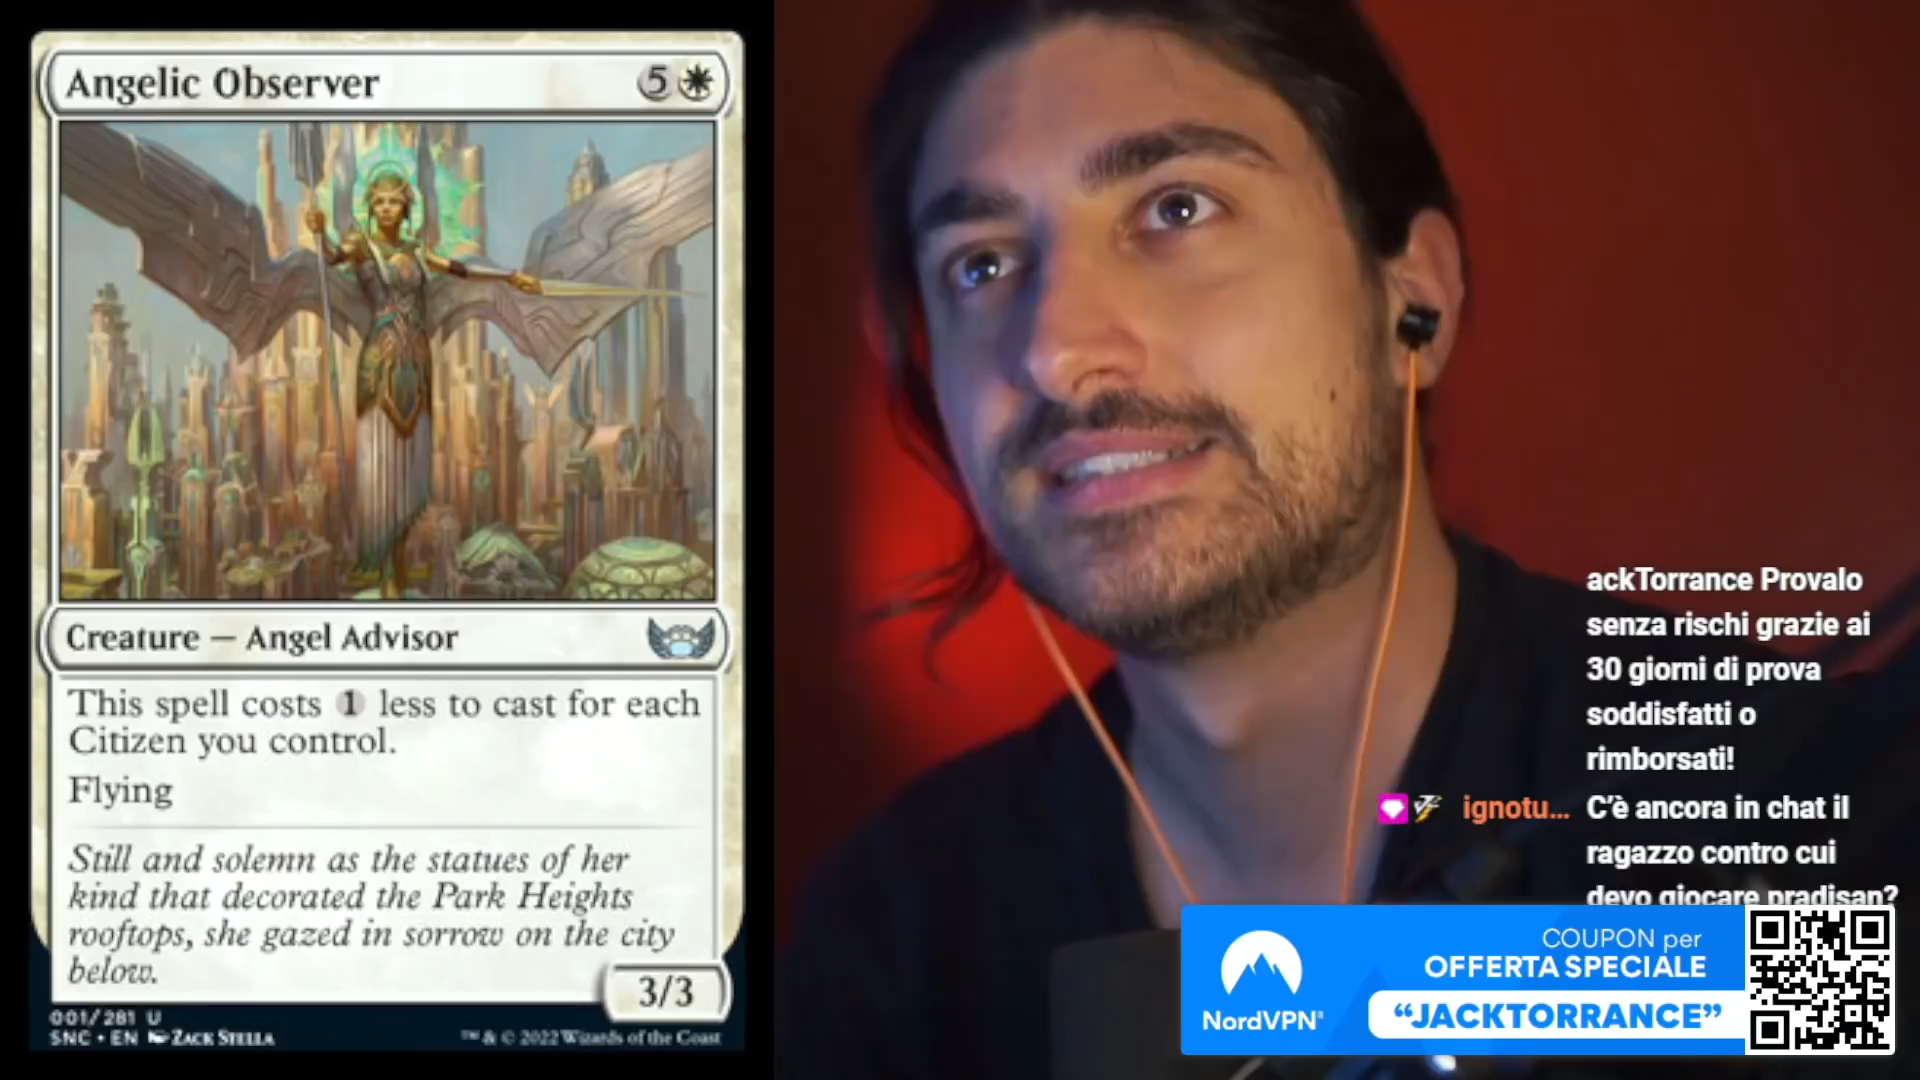 Angelic Observer 5
Creature — Angel Advisor
This spell costs 1 less to cast for each
Citizen you control.
Flying
Still and solemn as the statues of her
kind that decorated the Park Heights
rooftops, she gazed in sorrow on the city
below.
3/3
001/281 U
SNC • EN ZACK STELLA
™ & © 2022 Wizards of the Coast
ackTorrance Provalo
senza rischi grazie ai
30 giorni di prova
soddisfatti o
rimborsati!
ignotu... C'è ancora in chat il
ragazzo contro cui
devo giocare pradisan?
NordVPN®
COUPON per
OFFERTA SPECIALE
“JACKTORRANCE”